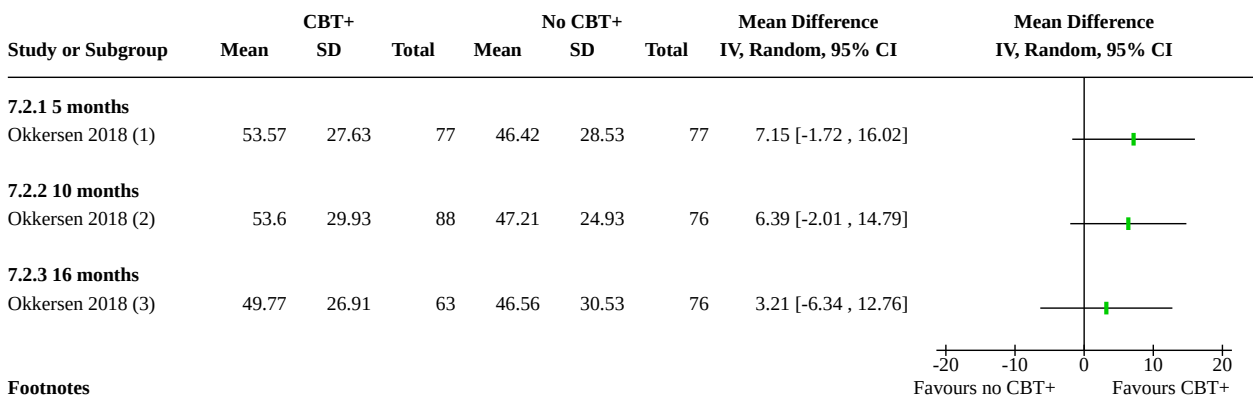 CBT+ No CBT+ Mean Difference Mean Difference
Study or Subgroup Mean SD Total Mean SD Total IV, Random, 95% CI IV, Random, 95% CI
7.2.1 5 months
Okkersen 2018 (1) 53.57 27.63 77 46.42 28.53 77 7.15 [-1.72 , 16.02]
7.2.2 10 months
Okkersen 2018 (2) 53.6 29.93 88 47.21 24.93 76 6.39 [-2.01 , 14.79]
7.2.3 16 months
Okkersen 2018 (3) 49.77 26.91 63 46.56 30.53 76 3.21 [-6.34 , 12.76]
-20 -10 0 10 20
Footnotes Favours no CBT+ Favours CBT+